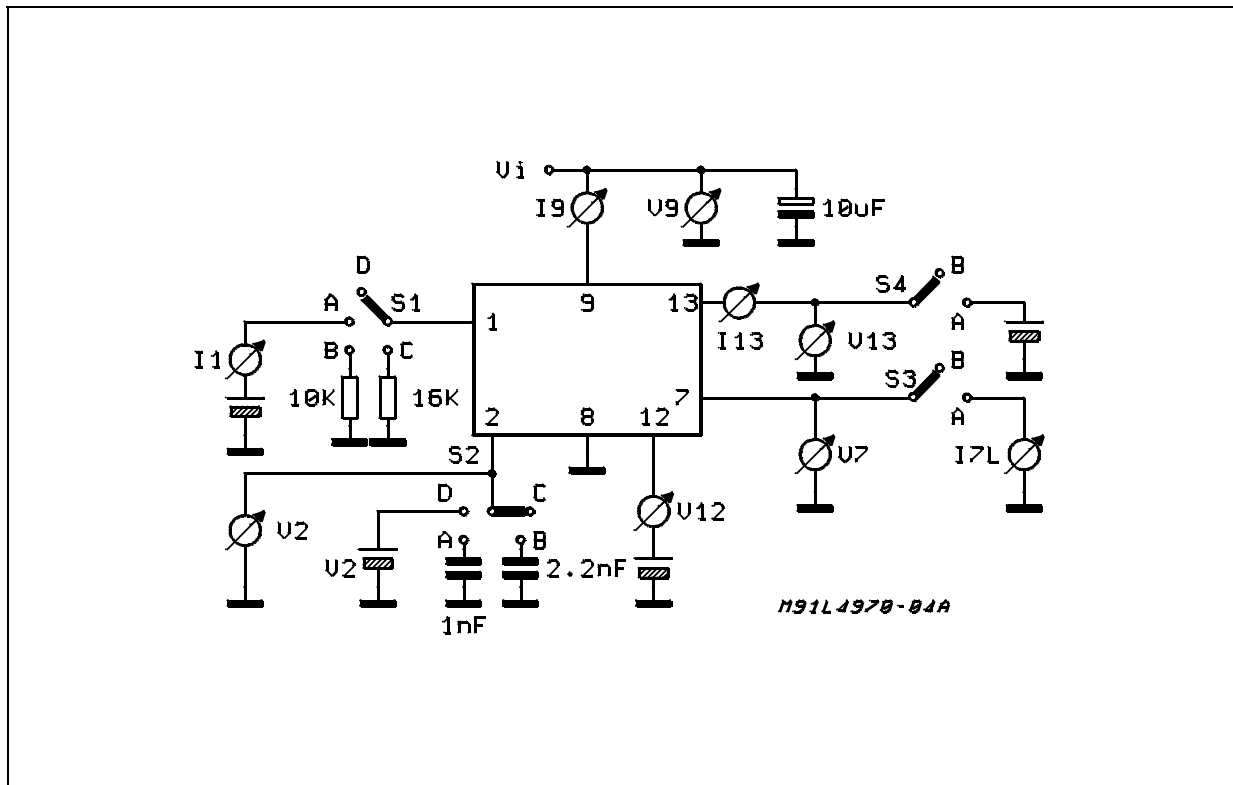 Vi
I9
V9
10uF
D
B
A
S1
S4
9
13
1
A
I13
V13
I1
B
C
B
S3
10K
16K
7
A
2
8
12
S2
V7
I7L
D
C
V12
V2
A
B
V2
2.2nF
1nF
M91L4970-04A